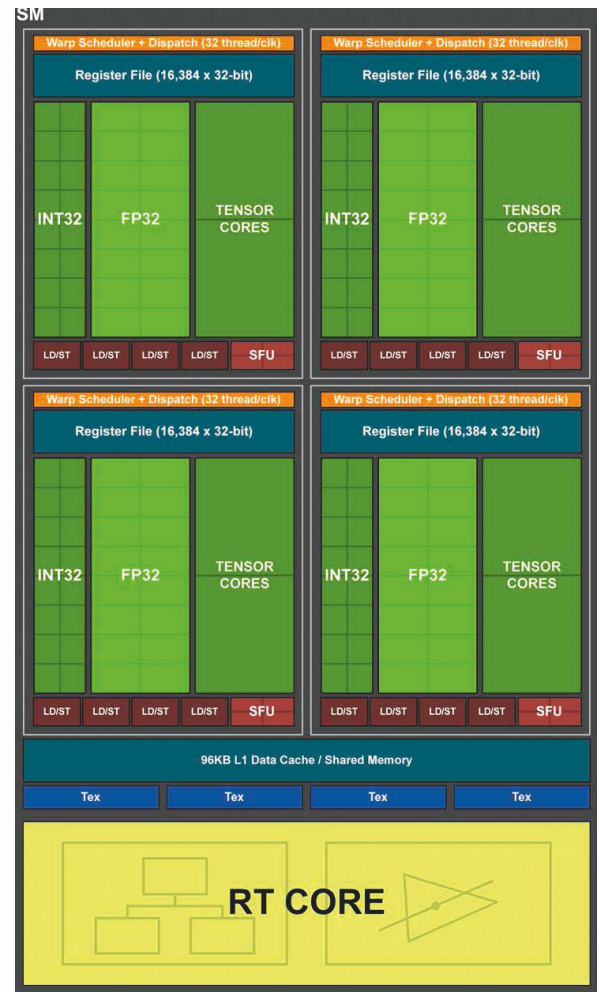 SM
Warp Scheduler + Dispatch (32 thread/clk)
Register File (16,384 x 32-bit)
INT32
FP32
TENSOR
CORES
LD/ST LD/ST LD/ST LD/ST SFU
Warp Scheduler + Dispatch (32 thread/clk)
Register File (16,384 x 32-bit)
INT32
FP32
TENSOR
CORES
LD/ST LD/ST LD/ST LD/ST SFU
Warp Scheduler + Dispatch (32 thread/clk)
Register File (16,384 x 32-bit)
INT32
FP32
TENSOR
CORES
LD/ST LD/ST LD/ST LD/ST SFU
Warp Scheduler + Dispatch (32 thread/clk)
Register File (16,384 x 32-bit)
INT32
FP32
TENSOR
CORES
LD/ST LD/ST LD/ST LD/ST SFU
96KB L1 Data Cache / Shared Memory
Tex Tex Tex Tex
RT CORE